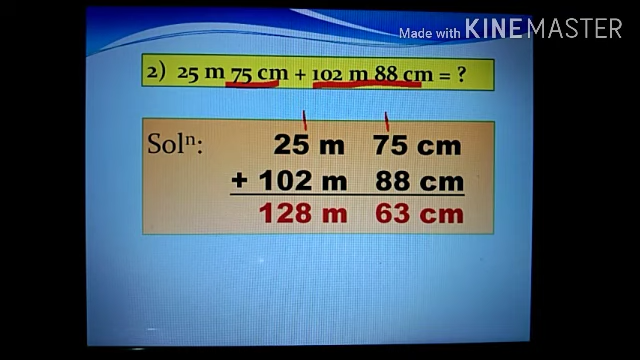 Made with KINEMASTER
2) 25 m 75 cm + 102 m 88 cm = ?
Solⁿ: 25 m 75 cm
+ 102 m 88 cm
128 m 63 cm